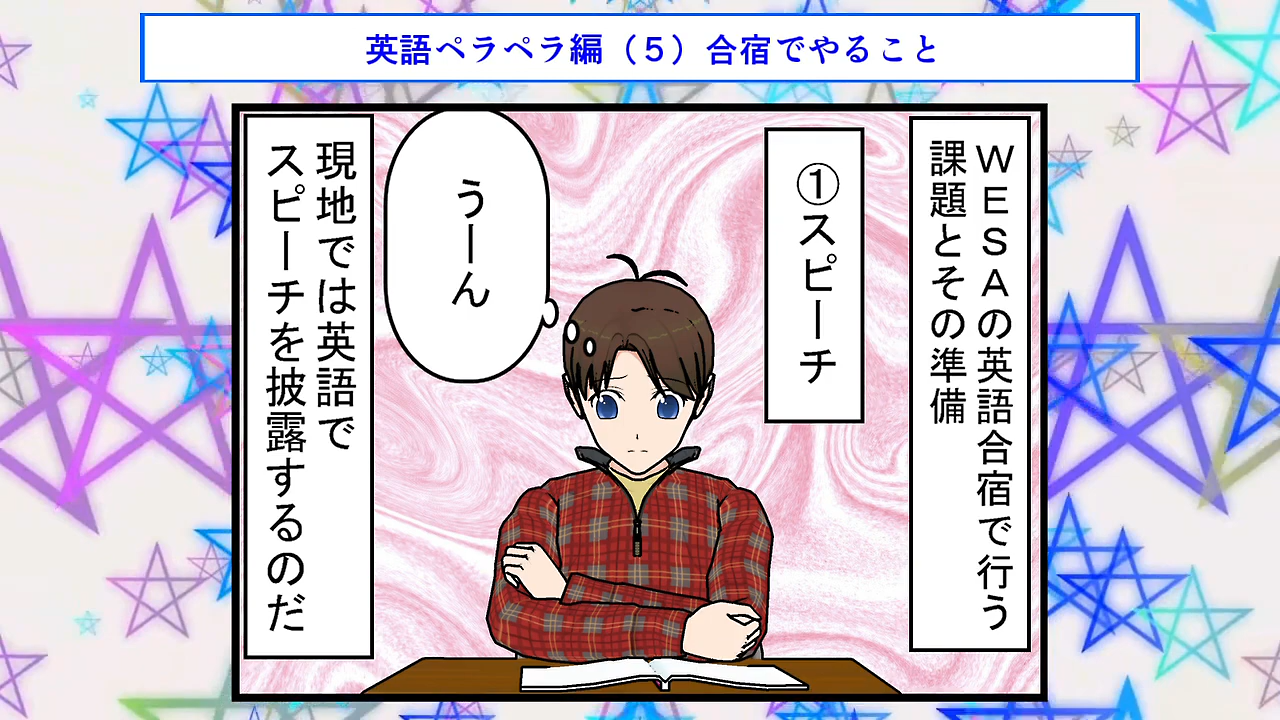 英語ペラペラ編（５）合宿でやること
ＷＥＳＡの英語合宿で行う
課題とその準備
①スピーチ
うーん
現地では英語で
スピーチを披露するのだ